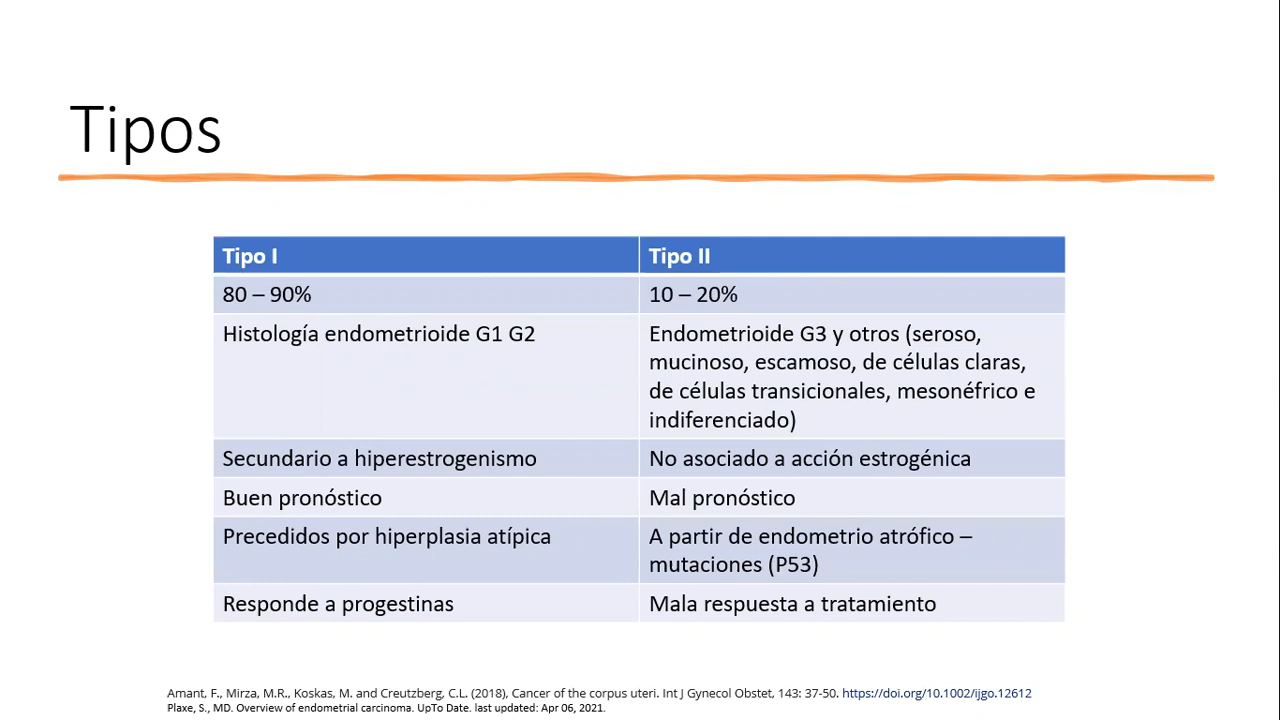 Tipos
Tipo I
Tipo II
80 – 90%
10 – 20%
Histología endometrioide G1 G2
Endometrioide G3 y otros (seroso,
mucinoso, escamoso, de células claras,
de células transicionales, mesonéfrico e
indiferenciado)
Secundario a hiperestrogenismo
No asociado a acción estrogénica
Buen pronóstico
Mal pronóstico
Precedidos por hiperplasia atípica
A partir de endometrio atrófico –
mutaciones (P53)
Responde a progestinas
Mala respuesta a tratamiento
Amant, F., Mirza, M.R., Koskas, M. and Creutzberg, C.L. (2018), Cancer of the corpus uteri. Int J Gynecol Obstet, 143: 37-50. https://doi.org/10.1002/ijgo.12612
Plaxe, S., MD. Overview of endometrial carcinoma. UpTo Date. last updated: Apr 06, 2021.